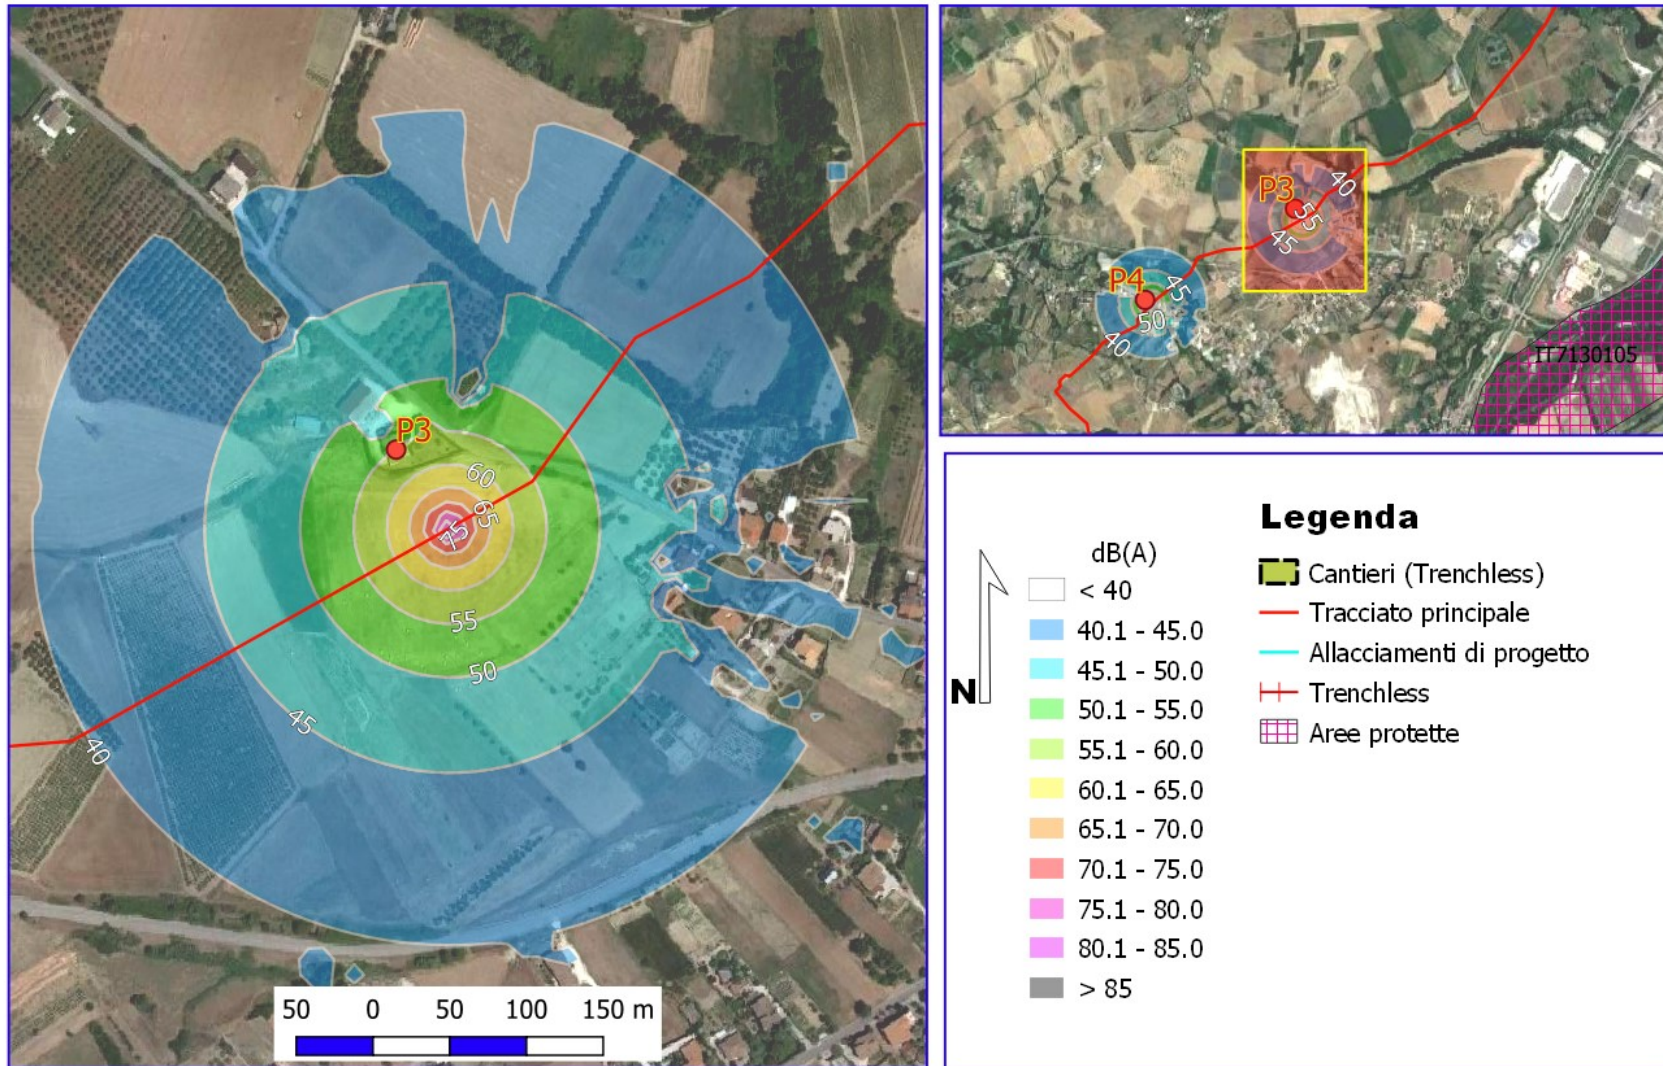 P3
60
65
75
55
50
45
40
50 0 50 100 150 m
P3
40
55
45
P4
45
50
40
IT7130105
N
dB(A)
< 40
40.1 - 45.0
45.1 - 50.0
50.1 - 55.0
55.1 - 60.0
60.1 - 65.0
65.1 - 70.0
70.1 - 75.0
75.1 - 80.0
80.1 - 85.0
> 85
Legenda
Cantieri (Trenchless)
Tracciato principale
Allacciamenti di progetto
Trenchless
Aree protette